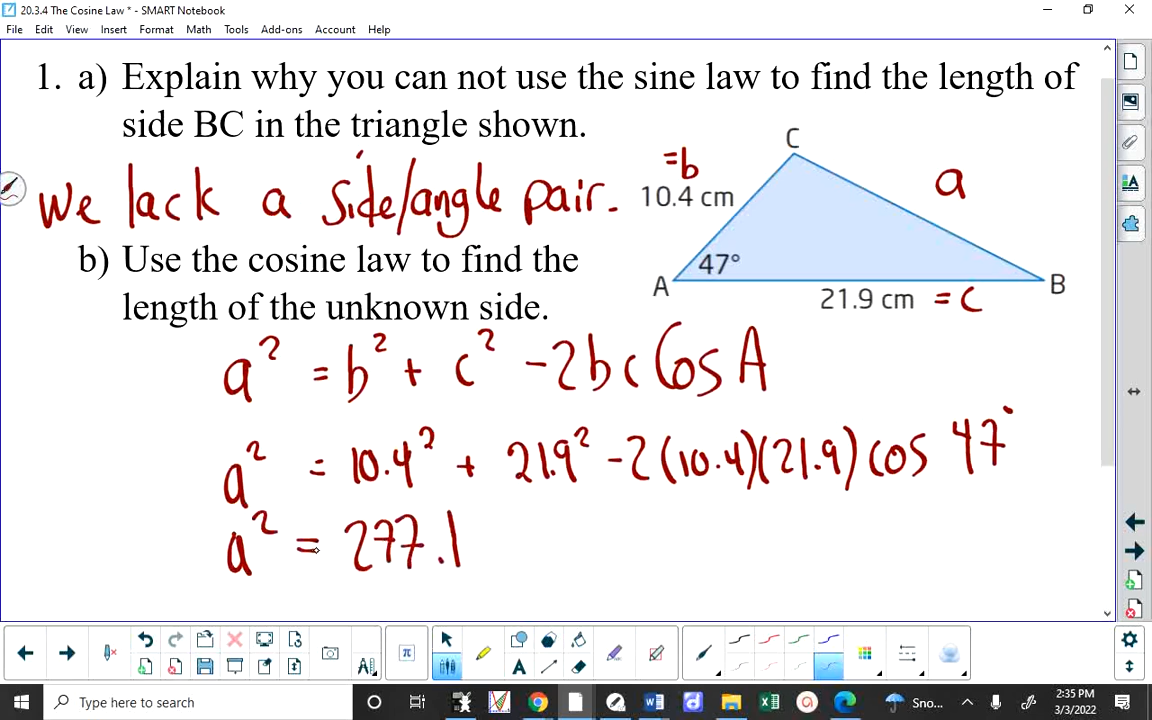 20.3.4 The Cosine Law * - SMART Notebook
File Edit View Insert Format Math Tools Add-ons Account Help
1. a) Explain why you can not use the sine law to find the length of
side BC in the triangle shown.
C
=b
10.4 cm
a
we lack a side/angle pair.
47°
A
B
21.9 cm = c
b) Use the cosine law to find the
length of the unknown side.
a² = b² + c² -2bc Cos A
a² = 10.4² + 21.9² -2(10.4)(21.9) cos 47°
a² = 277.1
Type here to search
Sno...
2:35 PM
3/3/2022